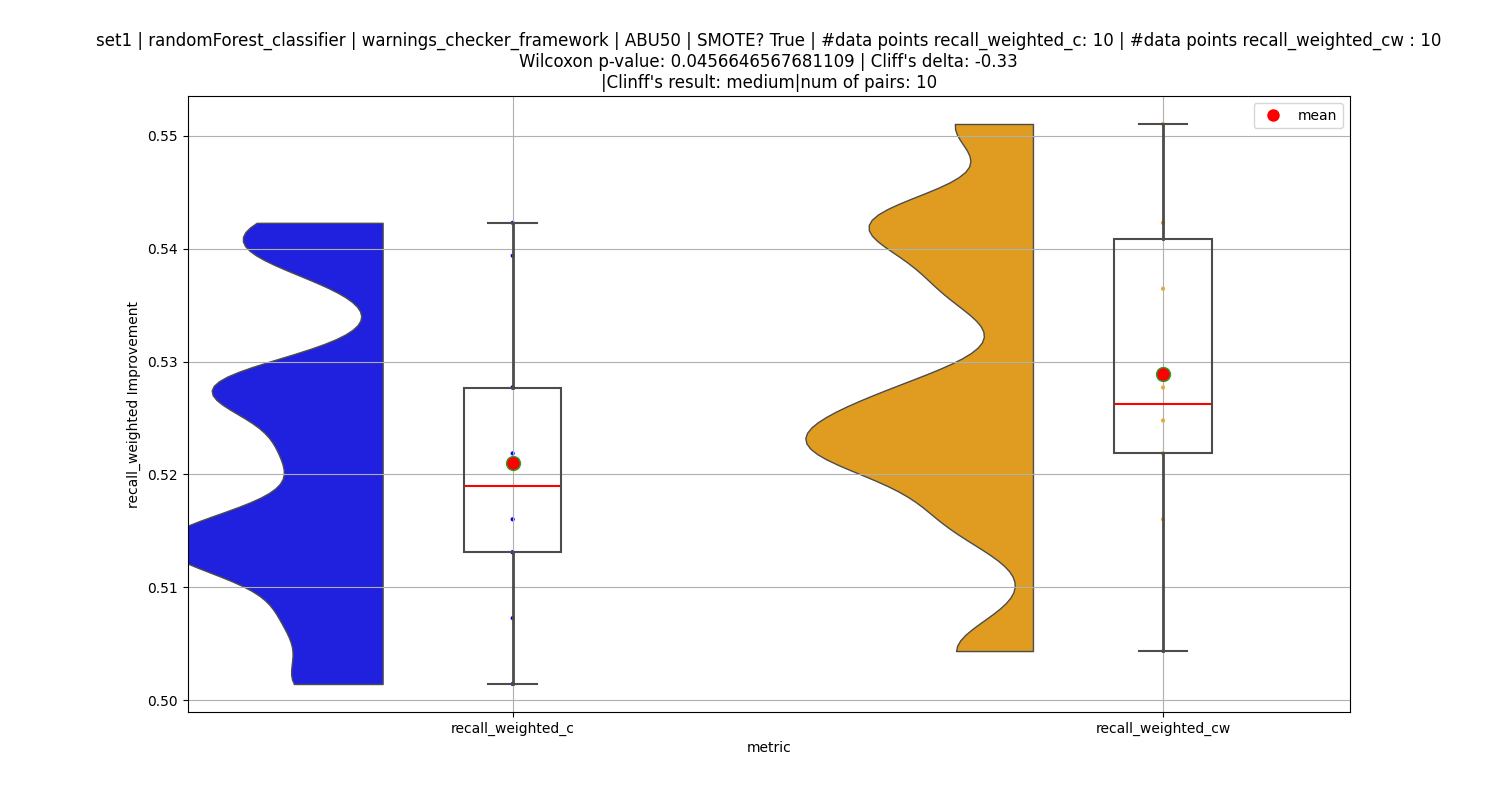 set1 | randomForest_classifier | warnings_checker_framework | ABU50 | SMOTE? True | #data points recall_weighted_c: 10 | #data points recall_weighted_cw : 10
Wilcoxon p-value: 0.0456646567681109 | Cliff's delta: -0.33
|Clinff's result: medium|num of pairs: 10
mean
0.55
0.54
0.53
0.52
0.51
0.50
recall_weighted Improvement
recall_weighted_c
recall_weighted_cw
metric